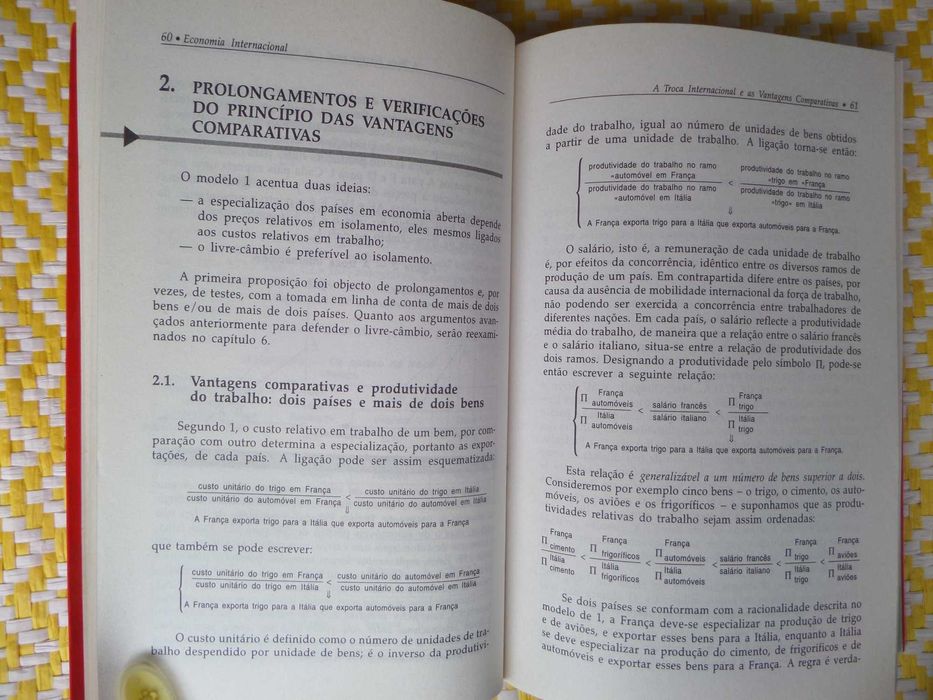 60 • Economia Internacional
2. PROLONGAMENTOS E VERIFICAÇÕES
DO PRINCÍPIO DAS VANTAGENS
COMPARATIVAS
O modelo 1 acentua duas ideias:
— a especialização dos países em economia aberta depende
dos preços relativos em isolamento, eles mesmos ligados
aos custos relativos em trabalho;
— o livre-câmbio é preferível ao isolamento.
A primeira proposição foi objecto de prolongamentos e, por
vezes, de testes, com a tomada em linha de conta de mais de dois
bens e/ou de mais de dois países. Quanto aos argumentos avan-
çados anteriormente para defender o livre-câmbio, serão reexami-
nados no capítulo 6.
2.1. Vantagens comparativas e produtividade
do trabalho: dois países e mais de dois bens
Segundo 1, o custo relativo em trabalho de um bem, por com-
paração com outro determina a especialização, portanto as expor-
tações, de cada país. A ligação pode ser assim esquematizada:
custo unitário do trigo em França < custo unitário do trigo em Itália
custo unitário do automóvel em França custo unitário do automóvel em Itália
⇓
A França exporta trigo para a Itália que exporta automóveis para a França
que também se pode escrever:
custo unitário do trigo em França < custo unitário do automóvel em França
custo unitário do trigo em Itália custo unitário do automóvel em Itália
⇓
A França exporta trigo para a Itália que exporta automóveis para a França
O custo unitário é definido como o número de unidades de tra-
balho despendido por unidade de bens; é o inverso da produtivi-
A Troca Internacional e as Vantagens Comparativas • 61
dade do trabalho, igual ao número de unidades de bens obtidos
a partir de uma unidade de trabalho. A ligação torna-se então:
produtividade do trabalho no ramo produtividade do trabalho no ramo
«automóvel em França < «trigo em «França
produtividade do trabalho no ramo produtividade do trabalho no ramo
«automóvel em Itália «trigo» em Itália
⇓
A França exporta trigo para a Itália que exporta automóveis para a França.
O salário, isto é, a remuneração de cada unidade de trabalho
é, por efeitos da concorrência, idêntico entre os diversos ramos de
produção de um país. Em contrapartida difere entre os países, por
causa da ausência de mobilidade internacional da força de trabalho,
não podendo ser exercida a concorrência entre trabalhadores de
diferentes nações. Em cada país, o salário reflecte a produtividade
média do trabalho, de maneira que a relação entre o salário francês
e o salário italiano, situa-se entre a relação de produtividade dos
dois ramos. Designando a produtividade pelo símbolo Π, pode-se
então escrever a seguinte relação:
França França
Π automóveis < salário francês < Π trigo
Itália salário italiano Itália
Π automóveis Π trigo
⇓
A França exporta trigo para a Itália que exporta automóveis para a França.
Esta relação é generalizável a um número de bens superior a dois.
Consideremos por exemplo cinco bens – o trigo, o cimento, os auto-
móveis, os aviões e os frigoríficos – e suponhamos que as produ-
tividades relativas do trabalho sejam assim ordenadas:
França França França França França
Π cimento < Π frigoríficos < Π automóveis < salário francês < Π trigo < Π aviões
Itália Itália Itália salário italiano Itália Itália
Π cimento Π frigoríficos Π automóveis Π trigo Π aviões
Se dois países se conformam com a racionalidade descrita no
modelo de 1, a França deve-se especializar na produção de trigo
e de aviões, e exportar esses bens para a Itália, enquanto a Itália
se deve especializar na produção do cimento, de frigoríficos e de
automóveis e exportar esses bens para a França. A regra é verda-